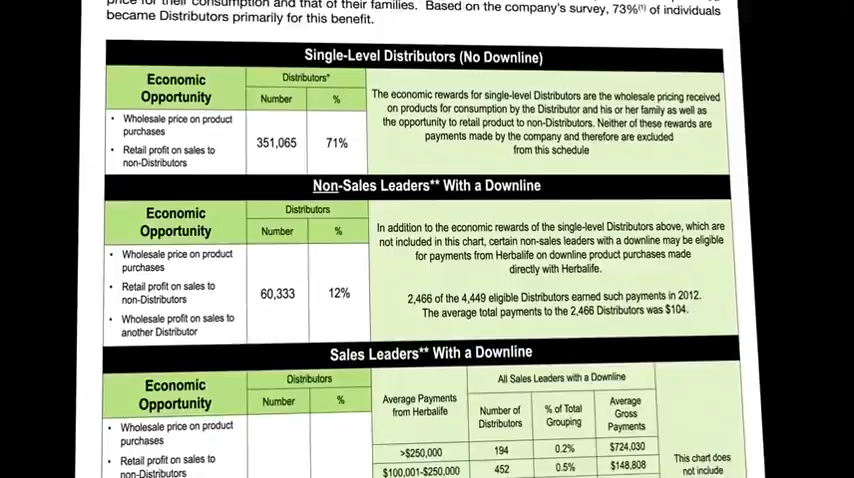 price for their consumption and that of their families. Based on the company's survey, 73%(1) of individuals
became Distributors primarily for this benefit.
Single-Level Distributors (No Downline)
Economic
Opportunity
Distributors*
Number
%
• Wholesale price on product
purchases
• Retail profit on sales to
non-Distributors
351,065
71%
The economic rewards for single-level Distributors are the wholesale pricing received
on products for consumption by the Distributor and his or her family as well as
the opportunity to retail product to non-Distributors. Neither of these rewards are
payments made by the company and therefore are excluded
from this schedule
Non-Sales Leaders** With a Downline
Economic
Opportunity
Distributors
Number
%
• Wholesale price on product
purchases
• Retail profit on sales to
non-Distributors
• Wholesale profit on sales to
another Distributor
60,333
12%
In addition to the economic rewards of the single-level Distributors above, which are
not included in this chart, certain non-sales leaders with a downline may be eligible
for payments from Herbalife on downline product purchases made
directly with Herbalife.
2,466 of the 4,449 eligible Distributors earned such payments in 2012.
The average total payments to the 2,466 Distributors was $104.
Sales Leaders** With a Downline
Economic
Opportunity
Distributors
Number
%
• Wholesale price on product
purchases
• Retail profit on sales to
non-Distributors
Average Payments
from Herbalife
All Sales Leaders with a Downline
Number of
Distributors
% of Total
Grouping
Average
Gross
Payments
>$250,000 194 0.2% $724,030
$100,001-$250,000 452 0.5% $148,808
This chart does
not include